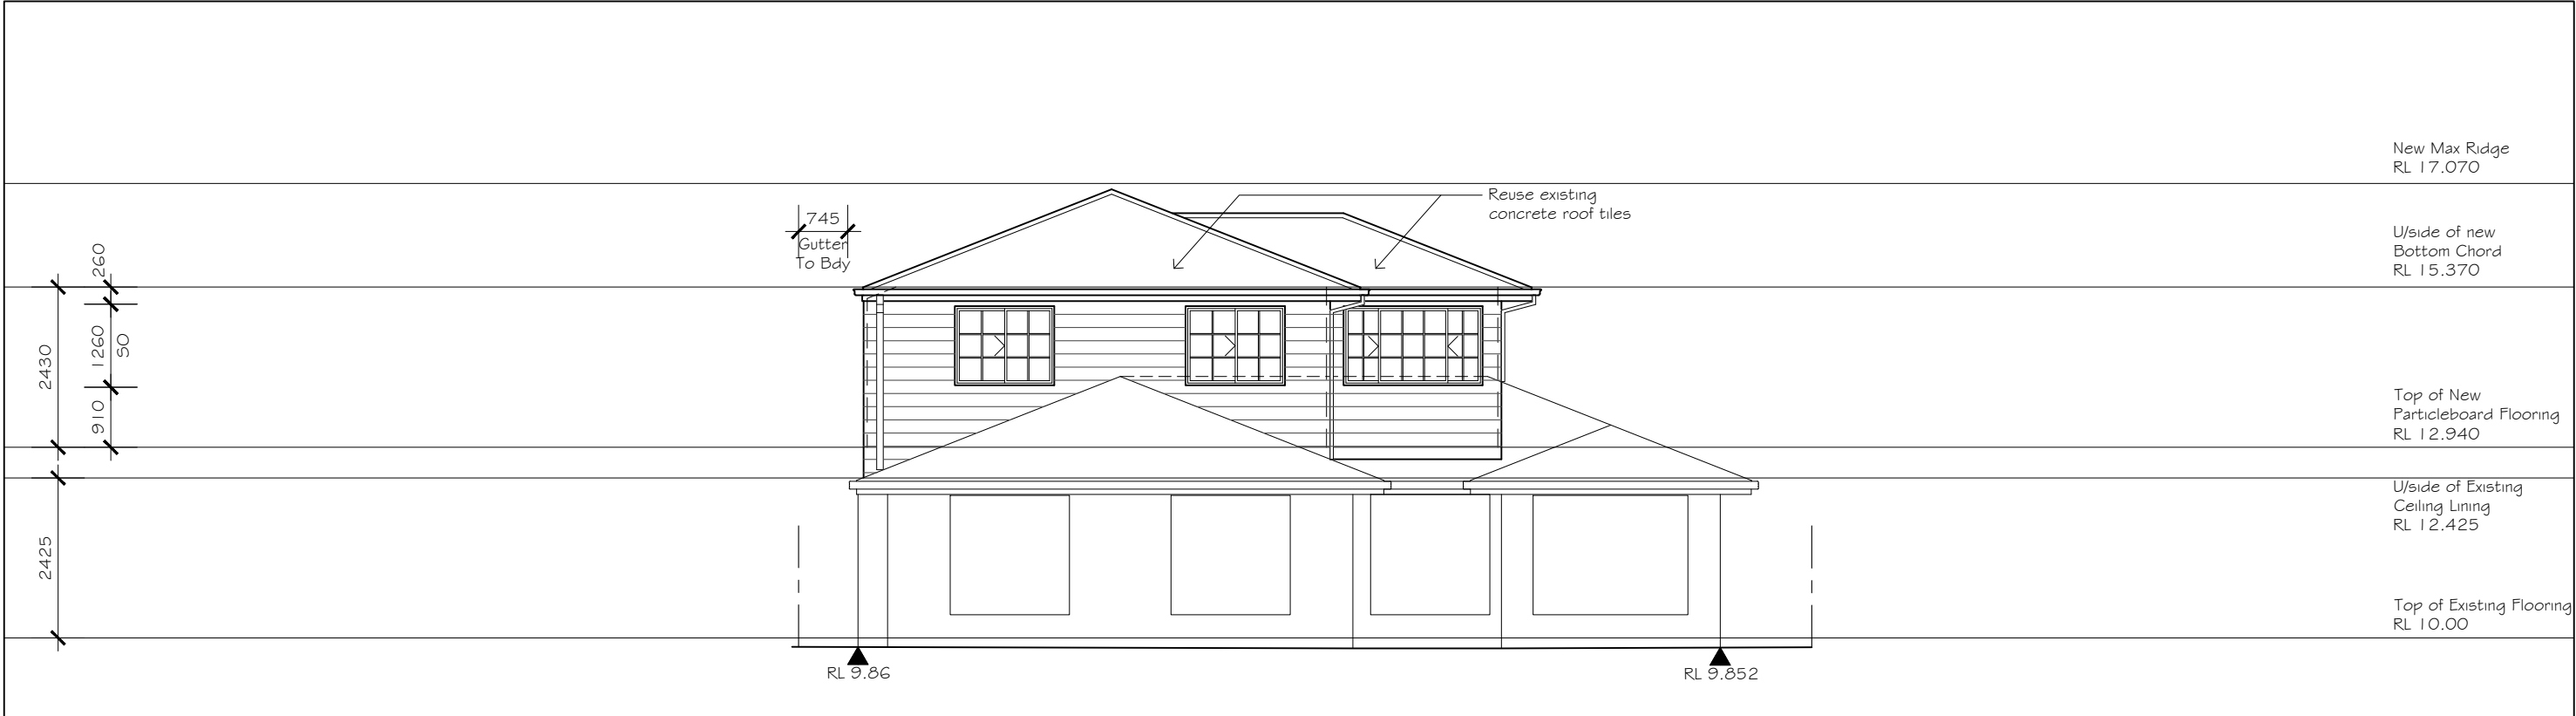 New Max Ridge
RL 17.070
Reuse existing
concrete roof tiles
745
Gutter
To Bdy
U/side of new
Bottom Chord
RL 15.370
260
1260
50
2430
910
Top of New
Particleboard Flooring
RL 12.940
U/side of Existing
Ceiling Lining
RL 12.425
2425
Top of Existing Flooring
RL 10.00
RL 9.86
RL 9.852